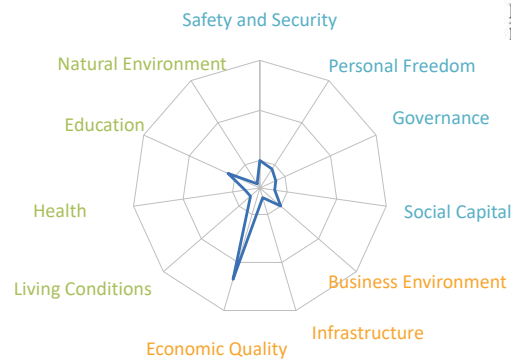 Safety and Security
Natural Environment
Personal Freedom
Education
Governance
Health
Social Capital
Living Conditions
Business Environment
Economic Quality
Infrastructure